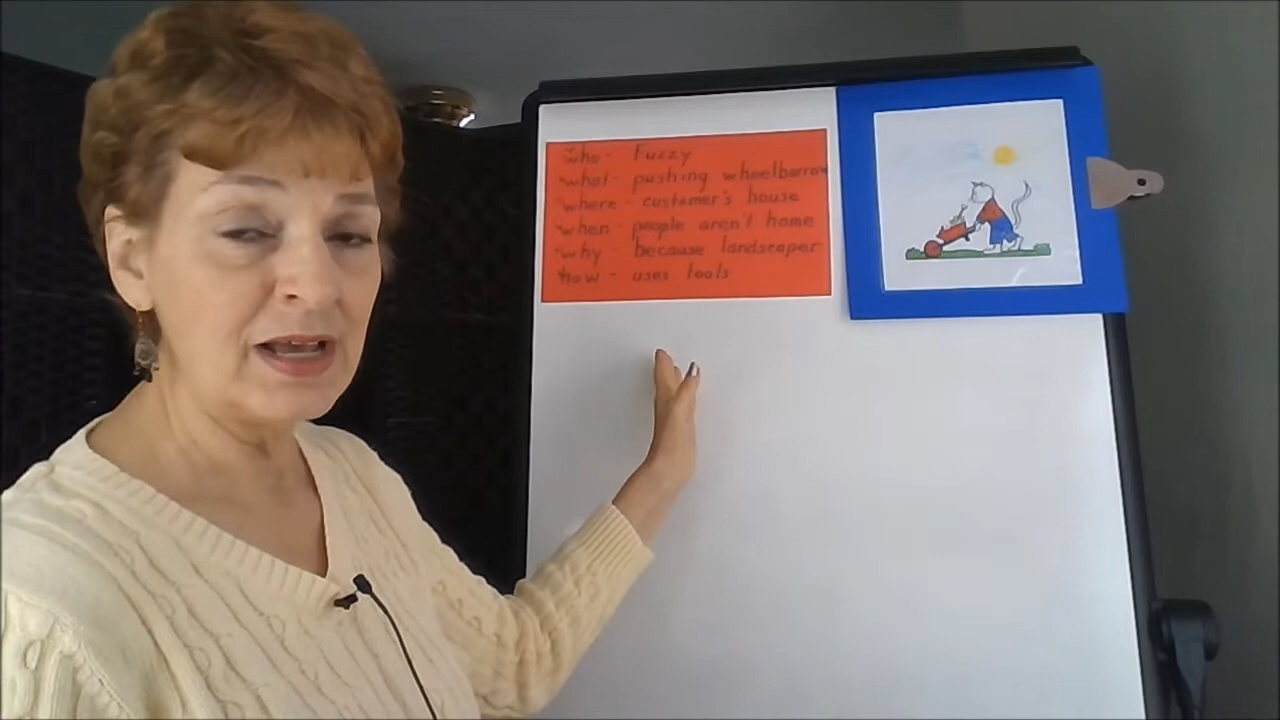 who - Fuzzy
what - pushing wheelbarrow
where - customer's house
when - people aren't home
why because landscaper
how - uses tools